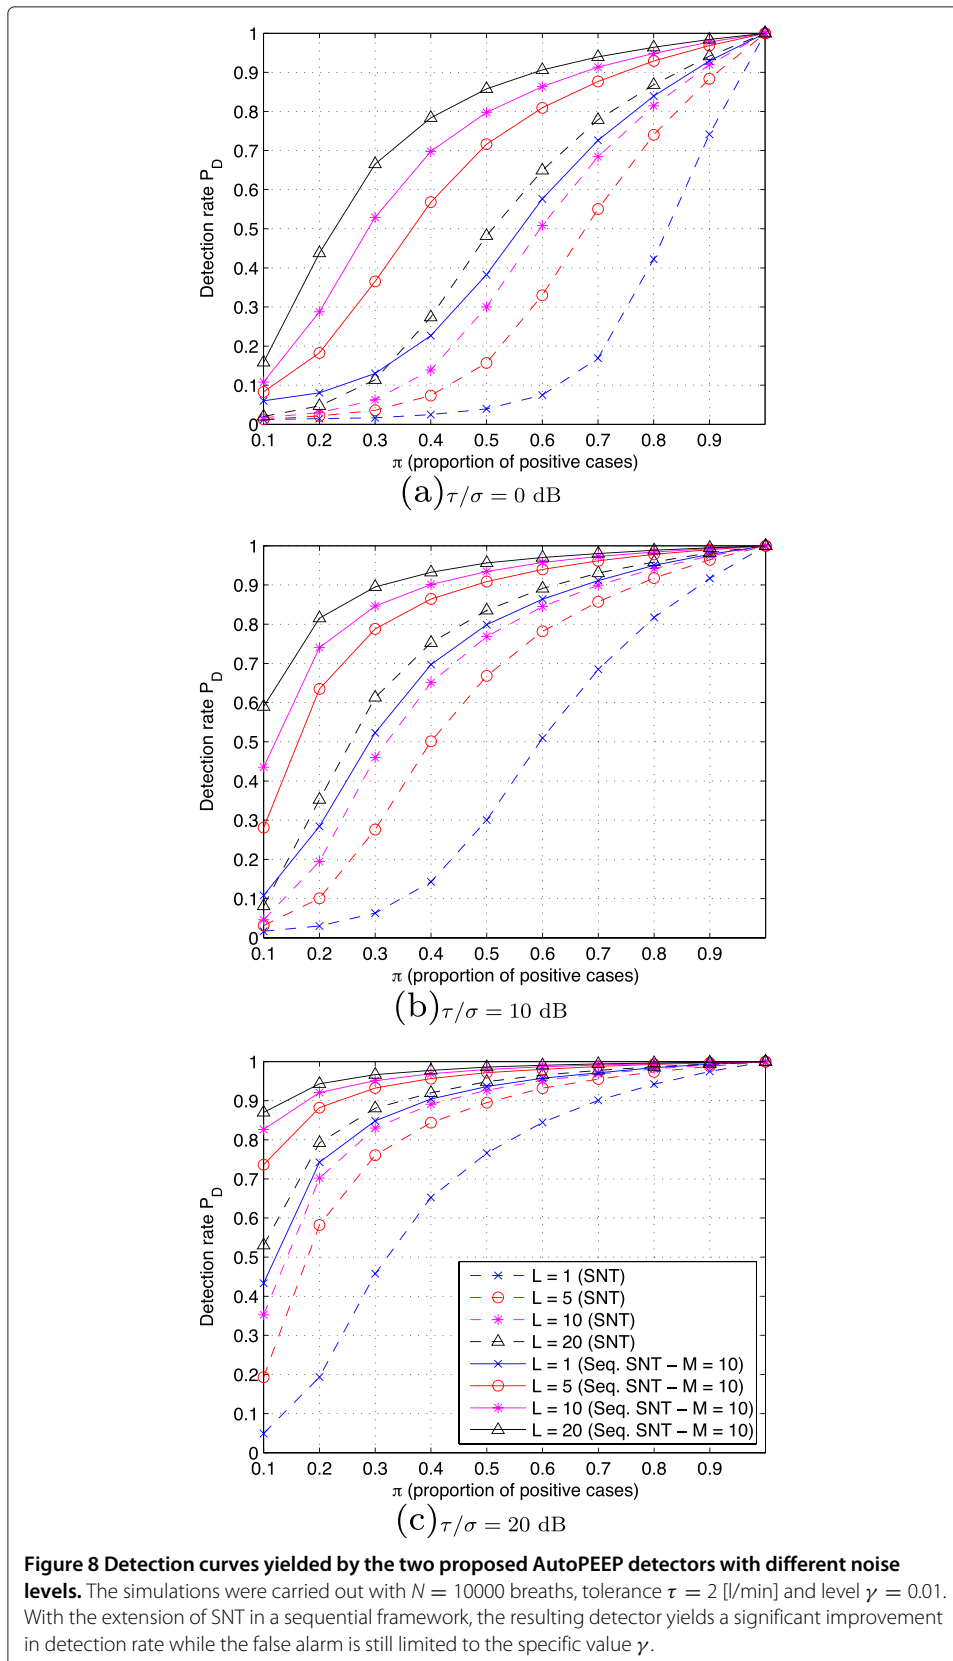 1
0.9
0.8
0.7
0.6
0.5
0.4
0.3
0.2
0.1
0
Detection rate P_D
0.1 0.2 0.3 0.4 0.5 0.6 0.7 0.8 0.9
π (proportion of positive cases)
(a) τ/σ = 0 dB
1
0.9
0.8
0.7
0.6
0.5
0.4
0.3
0.2
0.1
0
Detection rate P_D
0.1 0.2 0.3 0.4 0.5 0.6 0.7 0.8 0.9
π (proportion of positive cases)
(b) τ/σ = 10 dB
1
0.9
0.8
0.7
0.6
0.5
0.4
0.3
0.2
0.1
0
Detection rate P_D
L = 1 (SNT)
L = 5 (SNT)
L = 10 (SNT)
L = 20 (SNT)
L = 1 (Seq. SNT – M = 10)
L = 5 (Seq. SNT – M = 10)
L = 10 (Seq. SNT – M = 10)
L = 20 (Seq. SNT – M = 10)
0.1 0.2 0.3 0.4 0.5 0.6 0.7 0.8 0.9
π (proportion of positive cases)
(c) τ/σ = 20 dB
Figure 8 Detection curves yielded by the two proposed AutoPEEP detectors with different noise
levels. The simulations were carried out with N = 10000 breaths, tolerance τ = 2 [l/min] and level γ = 0.01.
With the extension of SNT in a sequential framework, the resulting detector yields a significant improvement
in detection rate while the false alarm is still limited to the specific value γ.